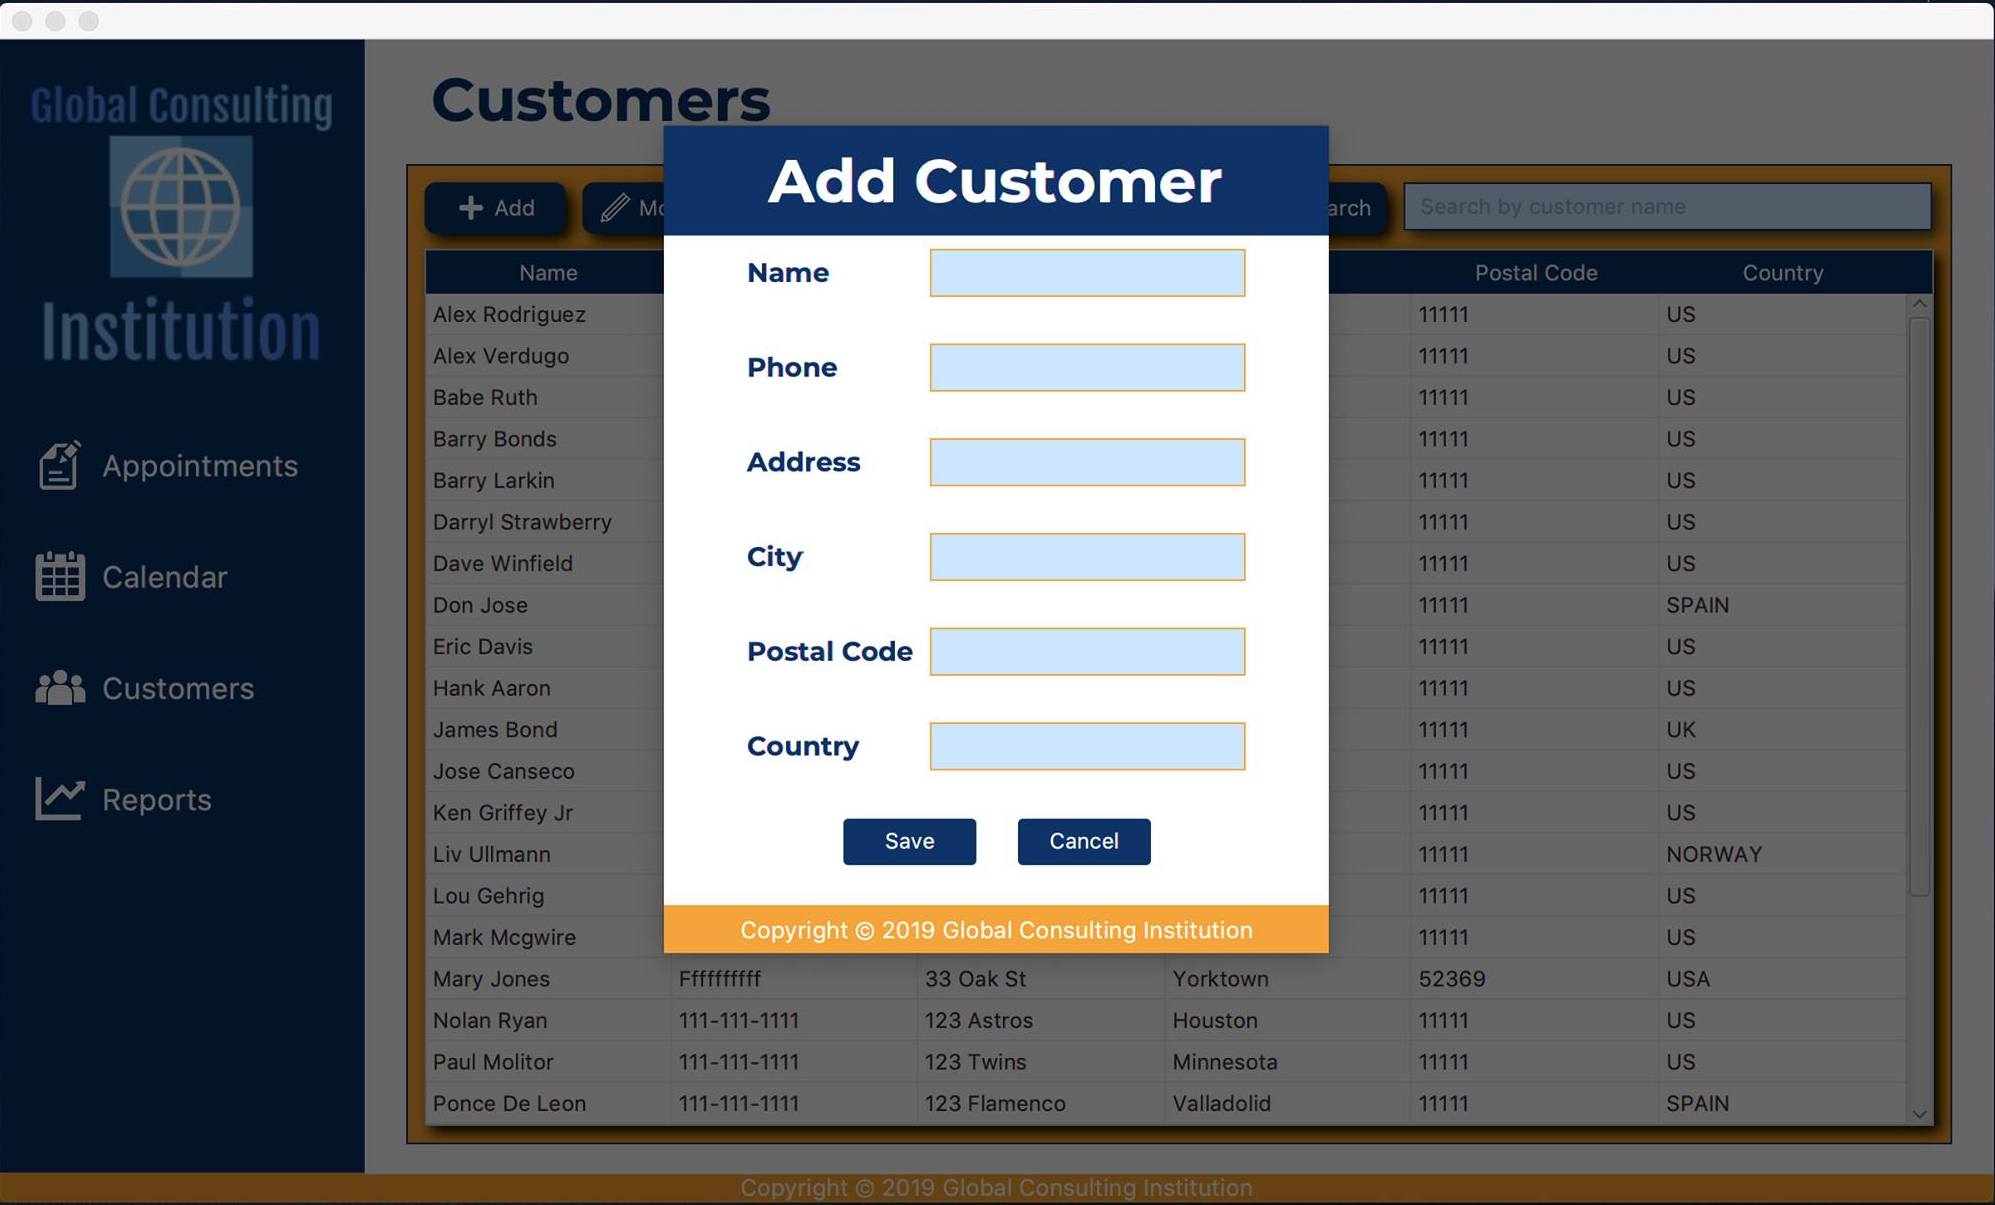 Global Consulting
Institution
Appointments
Calendar
Customers
Reports
Customers
Add
Search by customer name
Name Postal Code Country
Alex Rodriguez 11111 US
Alex Verdugo 11111 US
Babe Ruth 11111 US
Barry Bonds 11111 US
Barry Larkin 11111 US
Darryl Strawberry 11111 US
Dave Winfield 11111 US
Don Jose 11111 SPAIN
Eric Davis 11111 US
Hank Aaron 11111 US
James Bond 11111 UK
Jose Canseco 11111 US
Ken Griffey Jr 11111 US
Liv Ullmann 11111 NORWAY
Lou Gehrig 11111 US
Mark Mcgwire 11111 US
Mary Jones Ffffffffff 33 Oak St Yorktown 52369 USA
Nolan Ryan 111-111-1111 123 Astros Houston 11111 US
Paul Molitor 111-111-1111 123 Twins Minnesota 11111 US
Ponce De Leon 111-111-1111 123 Flamenco Valladolid 11111 SPAIN
Add Customer
Name
Phone
Address
City
Postal Code
Country
Save Cancel
Copyright © 2019 Global Consulting Institution
Copyright © 2019 Global Consulting Institution